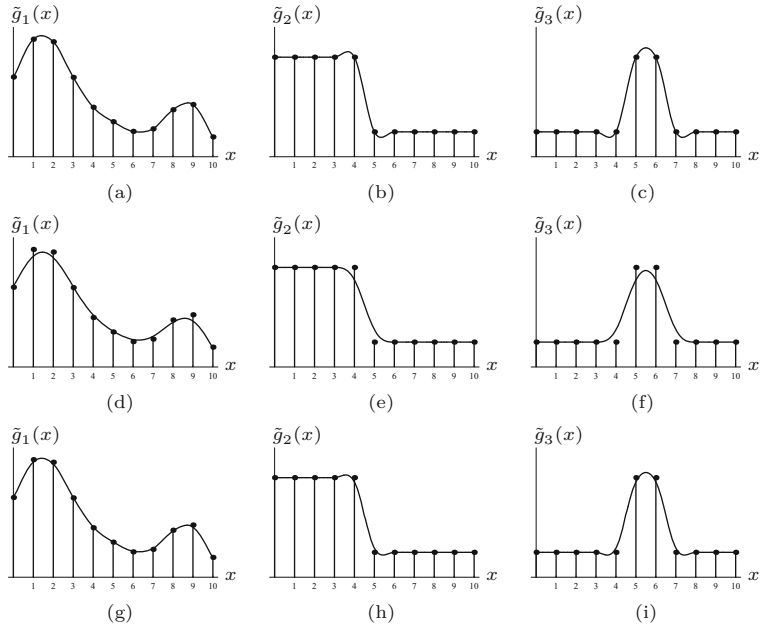 g̃₁(x) g̃₂(x) g̃₃(x)
1 2 3 4 5 6 7 8 9 10 x 1 2 3 4 5 6 7 8 9 10 x 1 2 3 4 5 6 7 8 9 10 x
(a) (b) (c)
g̃₁(x) g̃₂(x) g̃₃(x)
1 2 3 4 5 6 7 8 9 10 x 1 2 3 4 5 6 7 8 9 10 x 1 2 3 4 5 6 7 8 9 10 x
(d) (e) (f)
g̃₁(x) g̃₂(x) g̃₃(x)
1 2 3 4 5 6 7 8 9 10 x 1 2 3 4 5 6 7 8 9 10 x 1 2 3 4 5 6 7 8 9 10 x
(g) (h) (i)